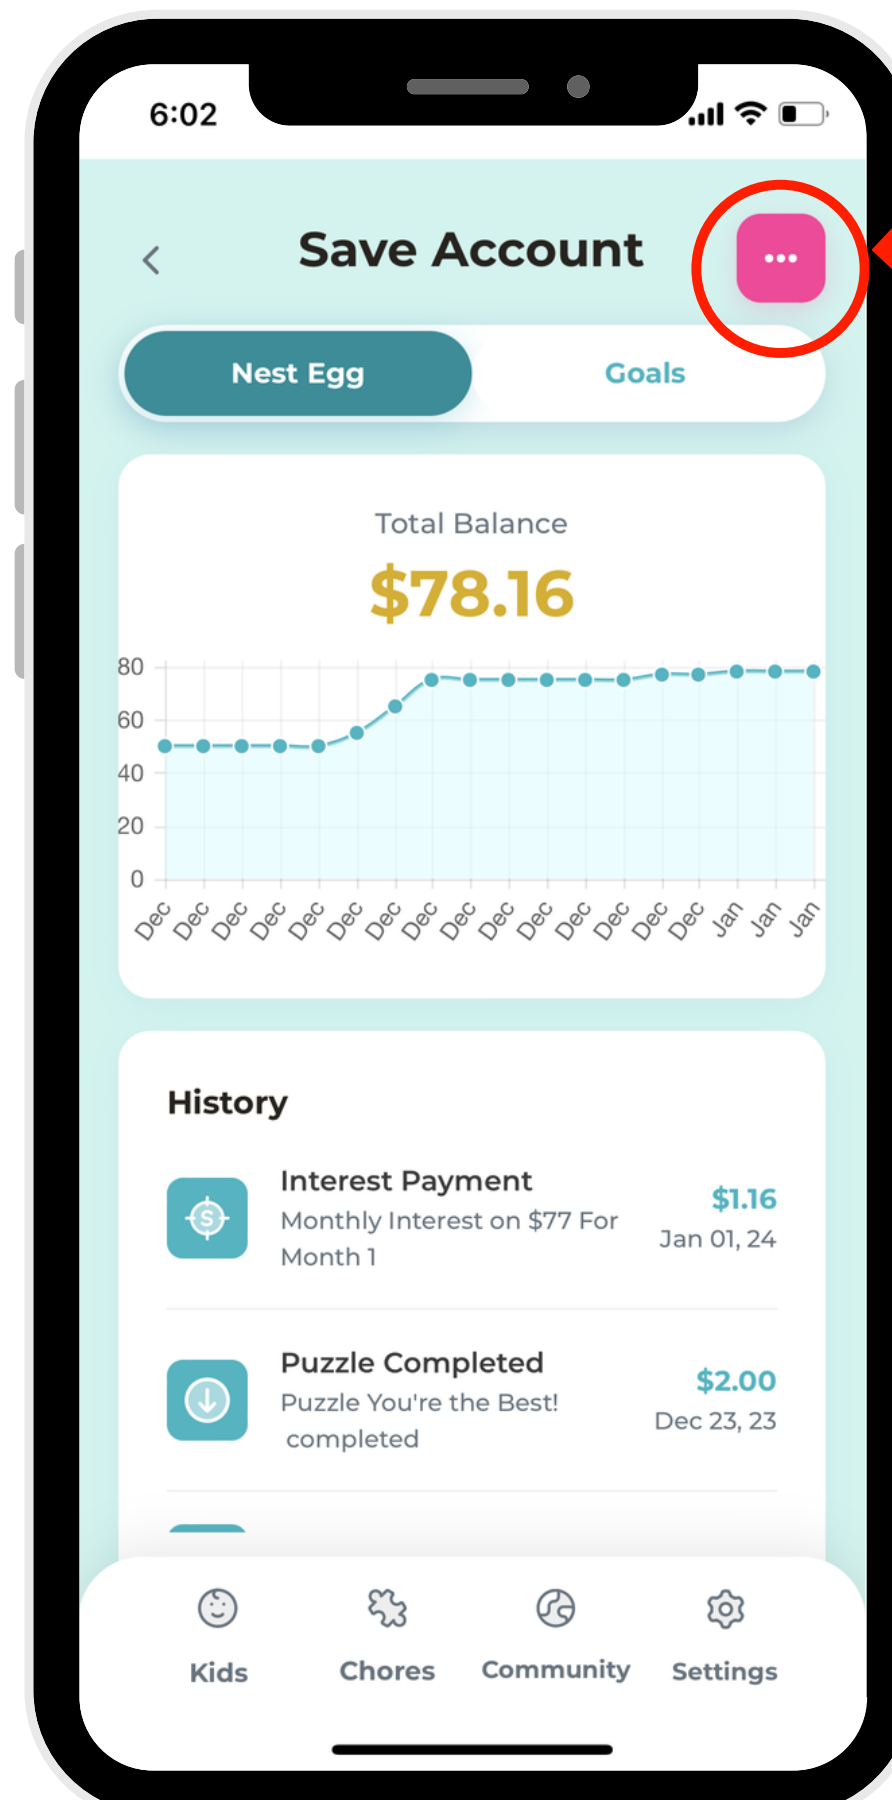 6:02
Save Account
Nest Egg
Goals
Total Balance
$78.16
80
60
40
20
0
Dec Dec Dec Dec Dec Dec Dec Dec Dec Dec Dec Dec Dec Dec Dec Jan Jan Jan
History
Interest Payment
Monthly Interest on $77 For
Month 1
$1.16
Jan 01, 24
Puzzle Completed
Puzzle You're the Best!
completed
$2.00
Dec 23, 23
Kids
Chores
Community
Settings